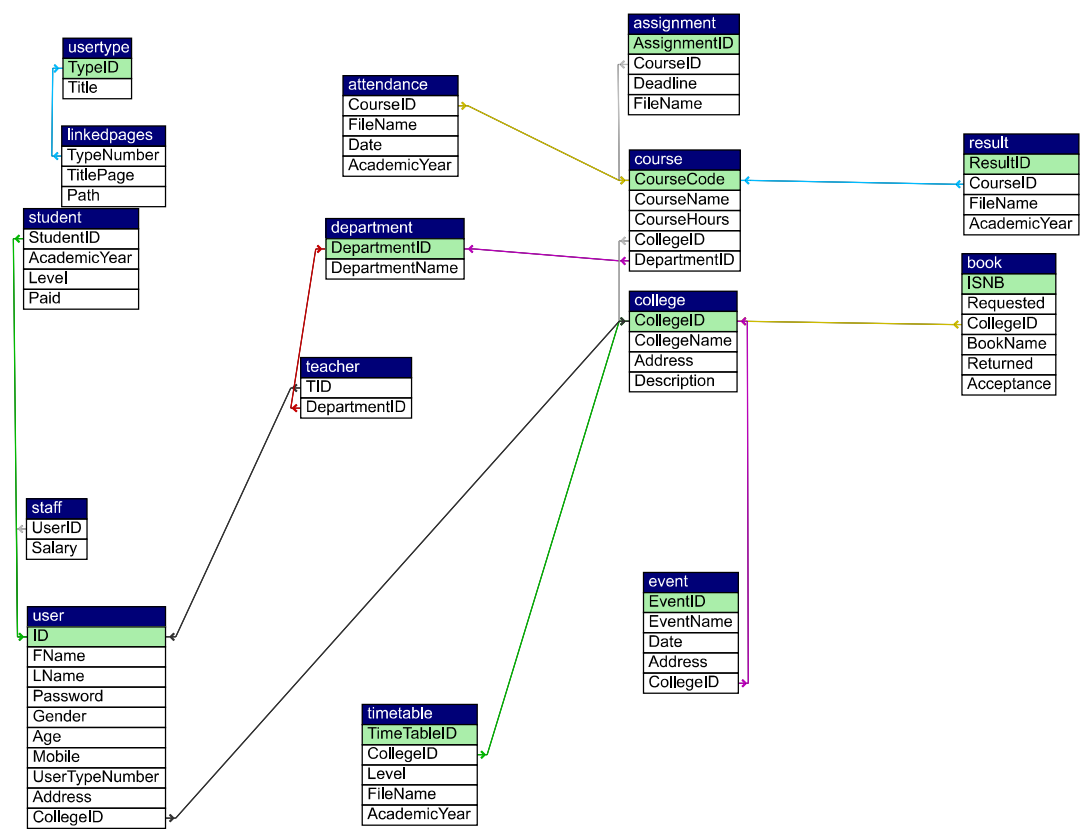 usertype
TypeID
Title
linkedpages
TypeNumber
TitlePage
Path
student
StudentID
AcademicYear
Level
Paid
staff
UserID
Salary
user
ID
FName
LName
Password
Gender
Age
Mobile
UserTypeNumber
Address
CollegeID
attendance
CourseID
FileName
Date
AcademicYear
department
DepartmentID
DepartmentName
teacher
TID
DepartmentID
timetable
TimeTableID
CollegeID
Level
FileName
AcademicYear
assignment
AssignmentID
CourseID
Deadline
FileName
course
CourseCode
CourseName
CourseHours
CollegeID
DepartmentID
college
CollegeID
CollegeName
Address
Description
event
EventID
EventName
Date
Address
CollegeID
result
ResultID
CourseID
FileName
AcademicYear
book
ISNB
Requested
CollegeID
BookName
Returned
Acceptance